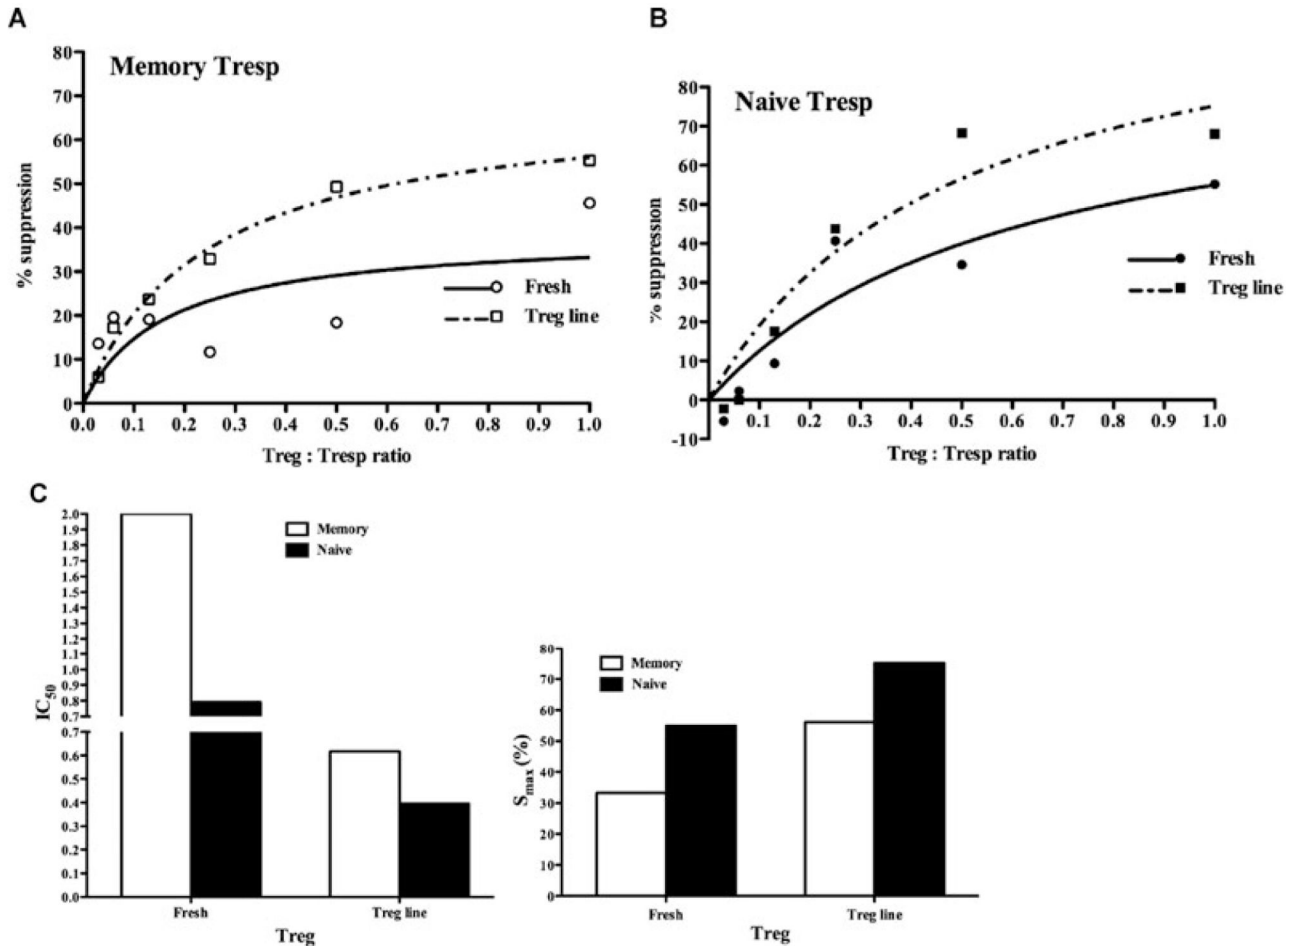 A
Memory Tresp
80
70
60
50
40
30
20
10
0
% suppression
Fresh
Treg line
0.0 0.1 0.2 0.3 0.4 0.5 0.6 0.7 0.8 0.9 1.0
Treg : Tresp ratio
B
Naive Tresp
80
70
60
50
40
30
20
10
0
-10
% suppression
Fresh
Treg line
0.1 0.2 0.3 0.4 0.5 0.6 0.7 0.8 0.9 1.0
Treg : Tresp ratio
C
2.0
1.9
1.8
1.7
1.6
1.5
1.4
1.3
1.2
1.1
1.0
0.9
0.8
0.7
0.7
0.6
0.5
0.4
0.3
0.2
0.1
0.0
IC50
Memory
Naive
Fresh Treg line
Treg
80
70
60
50
40
30
20
10
0
Smax (%)
Memory
Naive
Fresh Treg line
Treg